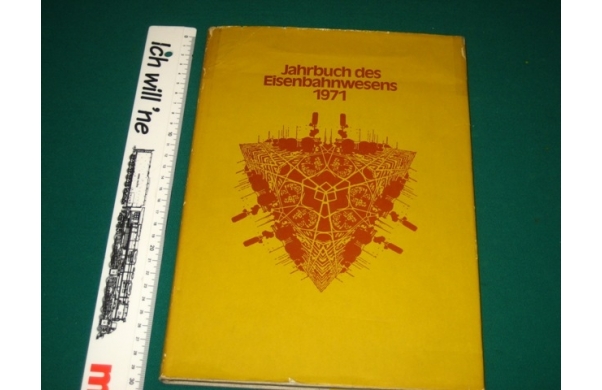 Jahrbuch des
Eisenbahnwesens
1971
Ich will 'ne
m